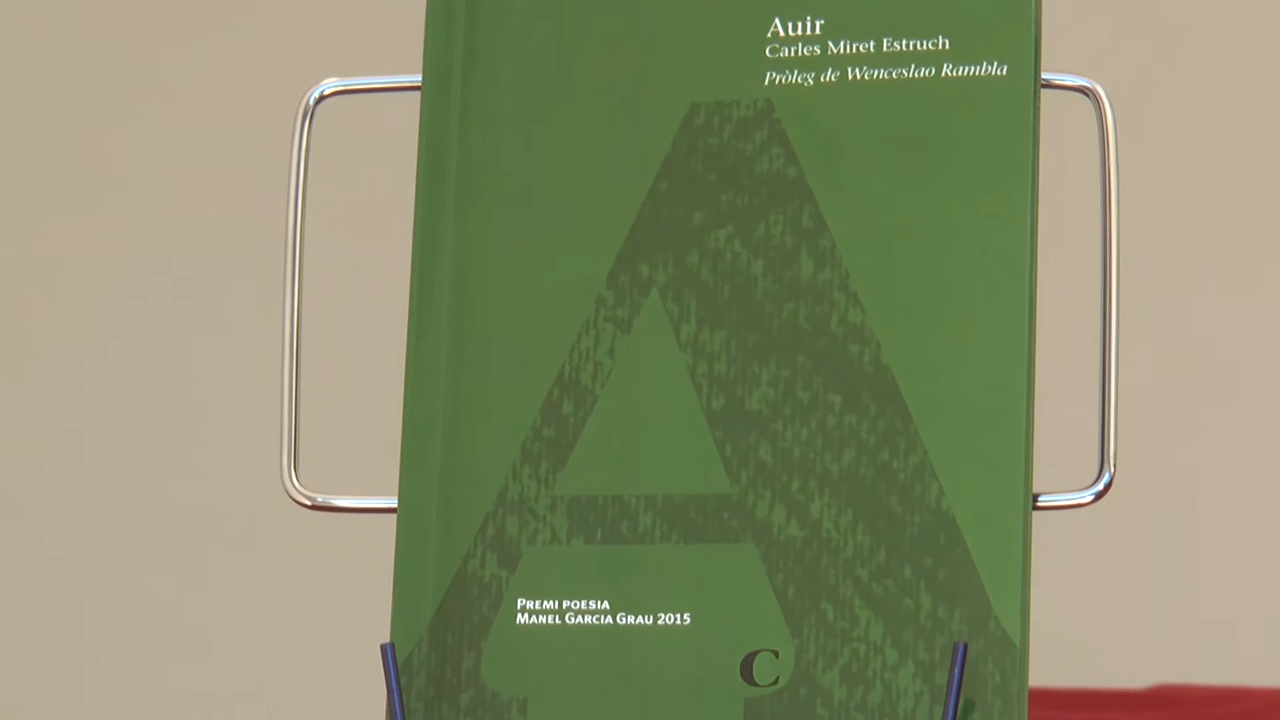 Auir
Carles Miret Estruch
Pròleg de Wenceslao Rambla
A
PREMI POESIA
MANEL GARCIA GRAU 2015
C